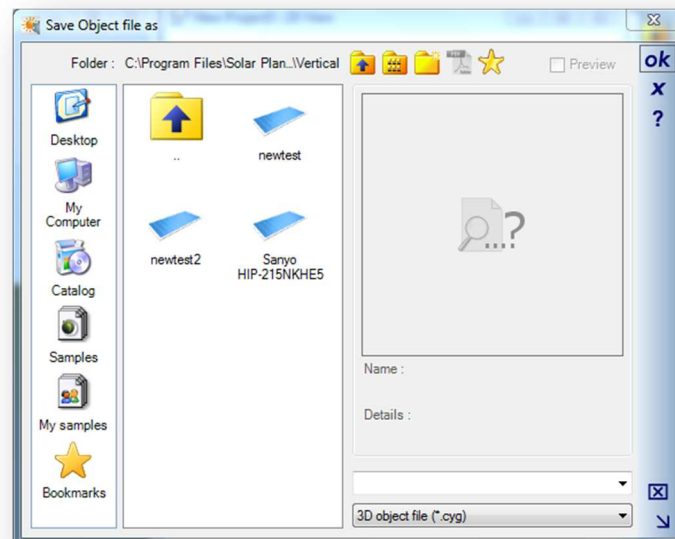 Save Object file as
Folder : C:\Program Files\Solar Plan...\Vertical
Preview
ok
x
?
Desktop
My
Computer
Catalog
Samples
My samples
Bookmarks
..
newtest
newtest2
Sanyo
HIP-215NKHE5
....?
Name :
Details :
3D object file (*.cyg)